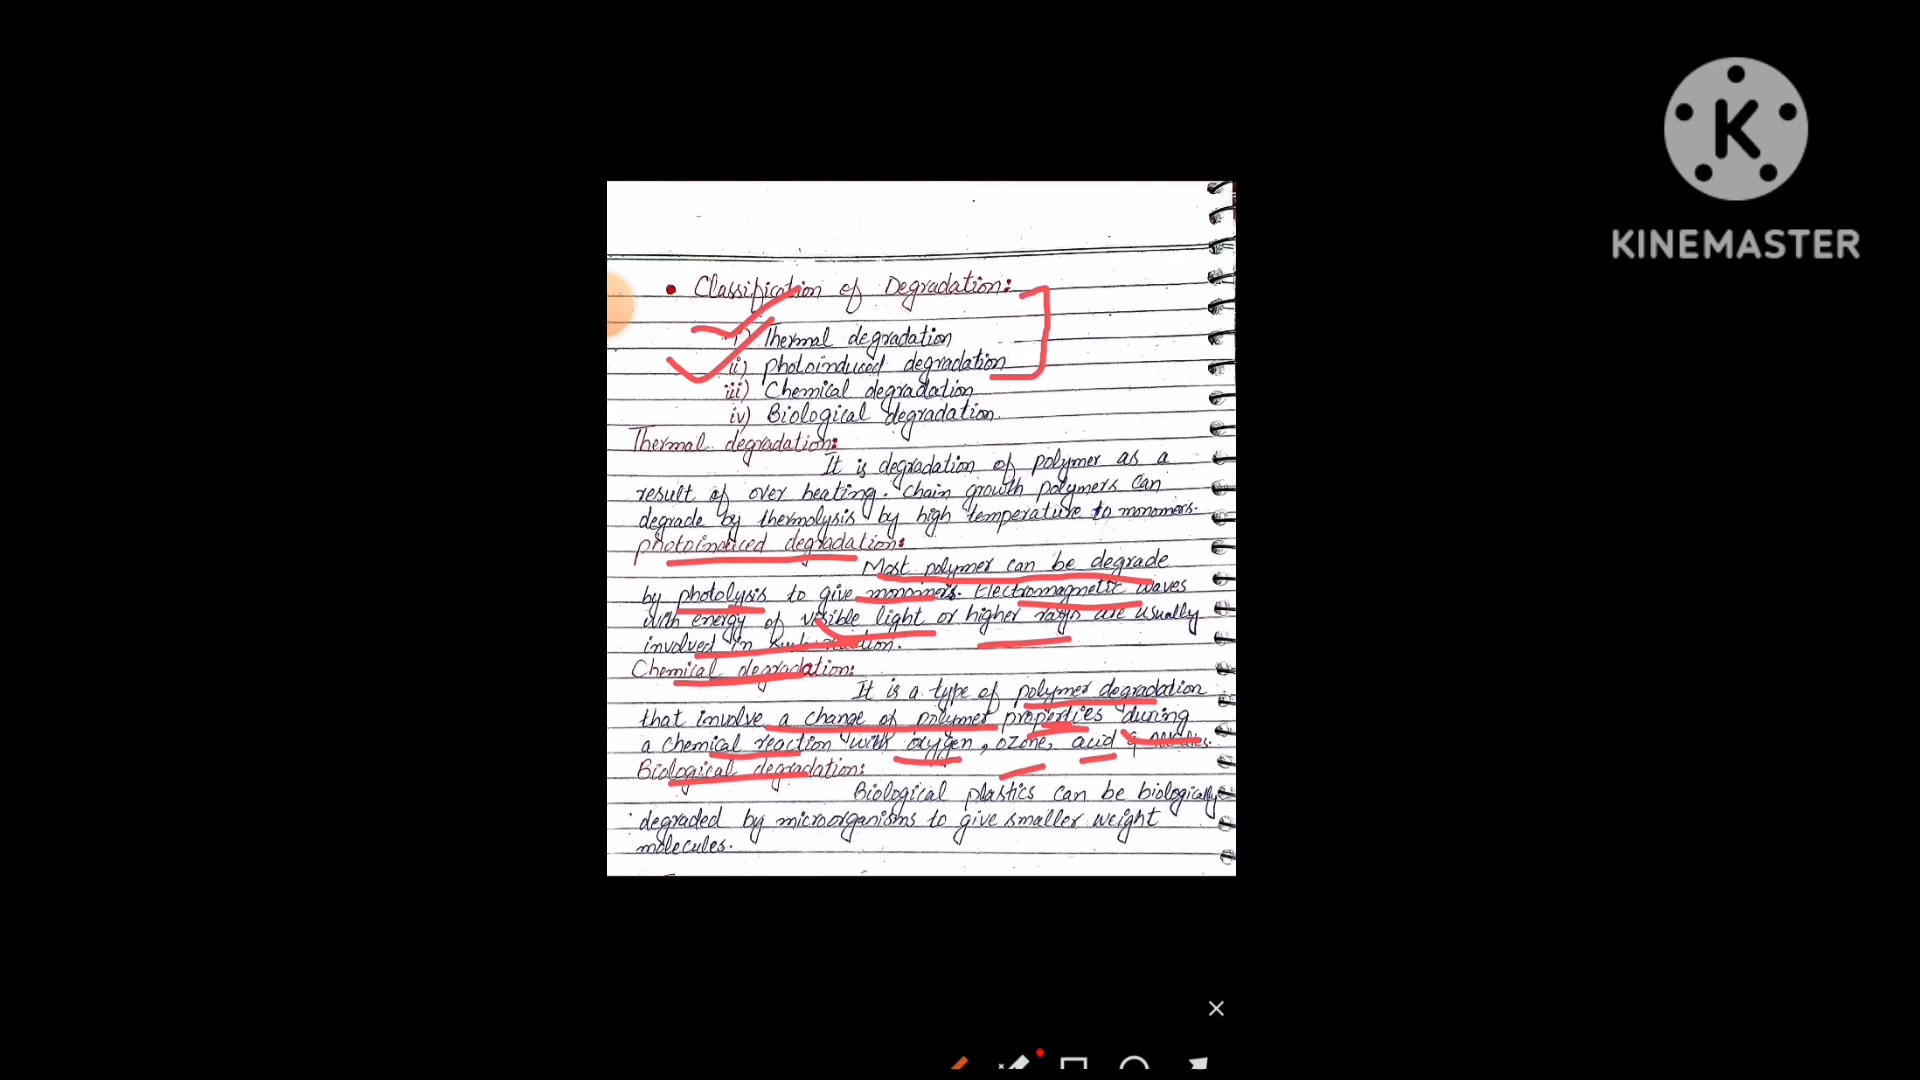 KINEMASTER
• Classification of Degradation:
i) Thermal degradation
ii) photoinduced degradation
iii) Chemical degradation
iv) Biological degradation.
Thermal degradation:
It is degradation of polymer as a
result of over heating. Chain growth polymers can
degrade by thermolysis by high temperature to monomers.
photoinduced degradation:
Most polymer can be degrade
by photolysis to give monomers. Electromagnetic waves
with energy of visible light or higher rays are usually
involved in such reaction.
Chemical degradation:
It is a type of polymer degradation
that involve a change of polymer properties during
a chemical reaction with oxygen, ozone, acid &
Biological degradation:
Biological plastics can be biologically
degraded by microorganisms to give smaller weight
molecules.